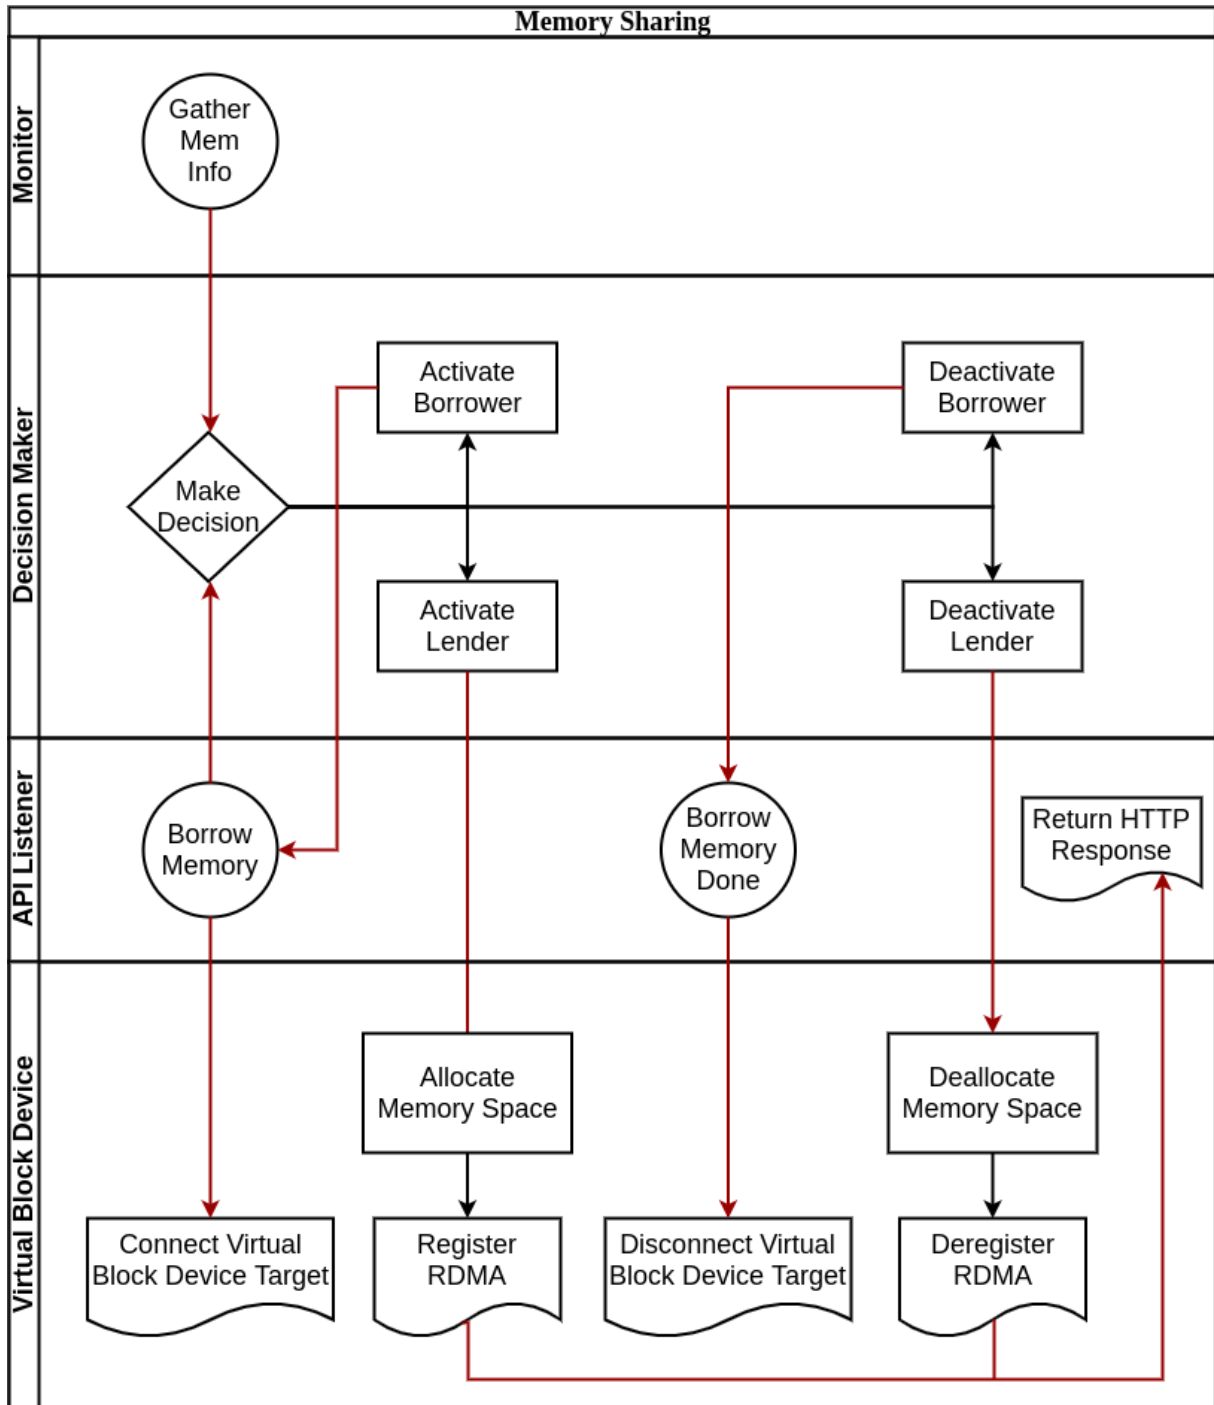 Memory Sharing
Monitor
Gather
Mem
Info
Decision Maker
Activate
Borrower
Deactivate
Borrower
Make
Decision
Activate
Lender
Deactivate
Lender
API Listener
Borrow
Memory
Borrow
Memory
Done
Return HTTP
Response
Virtual Block Device
Allocate
Memory Space
Deallocate
Memory Space
Connect Virtual
Block Device Target
Register
RDMA
Disconnect Virtual
Block Device Target
Deregister
RDMA